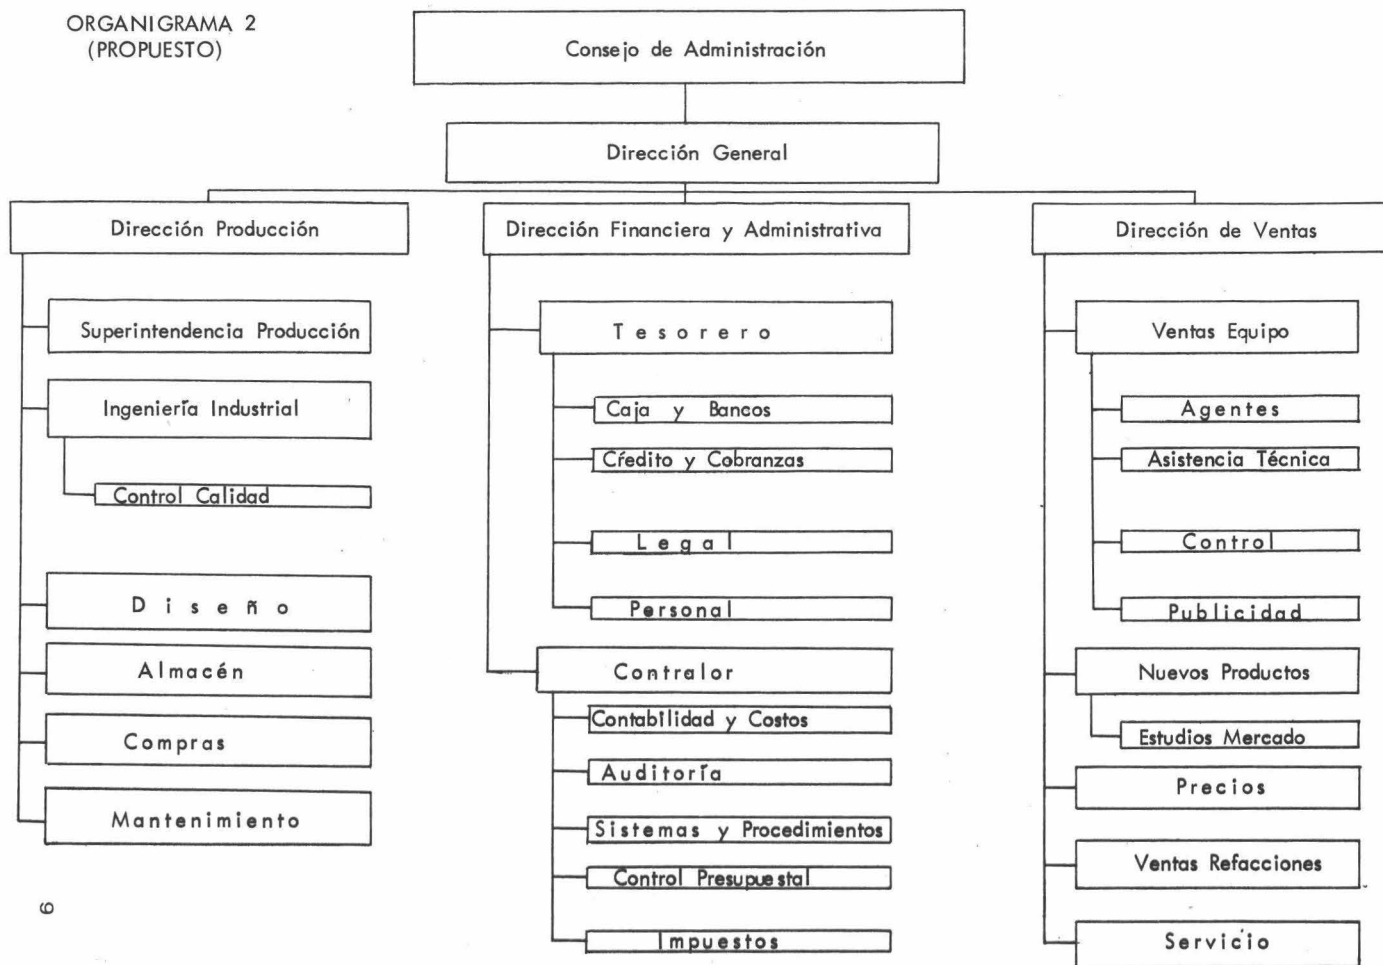 ORGANIGRAMA 2
(PROPUESTO)
Consejo de Administración
Dirección General
Dirección Producción
Superintendencia Producción
Ingeniería Industrial
Control Calidad
Diseño
Almacén
Compras
Mantenimiento
Dirección Financiera y Administrativa
Tesorero
Caja y Bancos
Crédito y Cobranzas
Legal
Personal
Contralor
Contabilidad y Costos
Auditoría
Sistemas y Procedimientos
Control Presupuestal
Impuestos
Dirección de Ventas
Ventas Equipo
Agentes
Asistencia Técnica
Control
Publicidad
Nuevos Productos
Estudios Mercado
Precios
Ventas Refacciones
Servicio
9